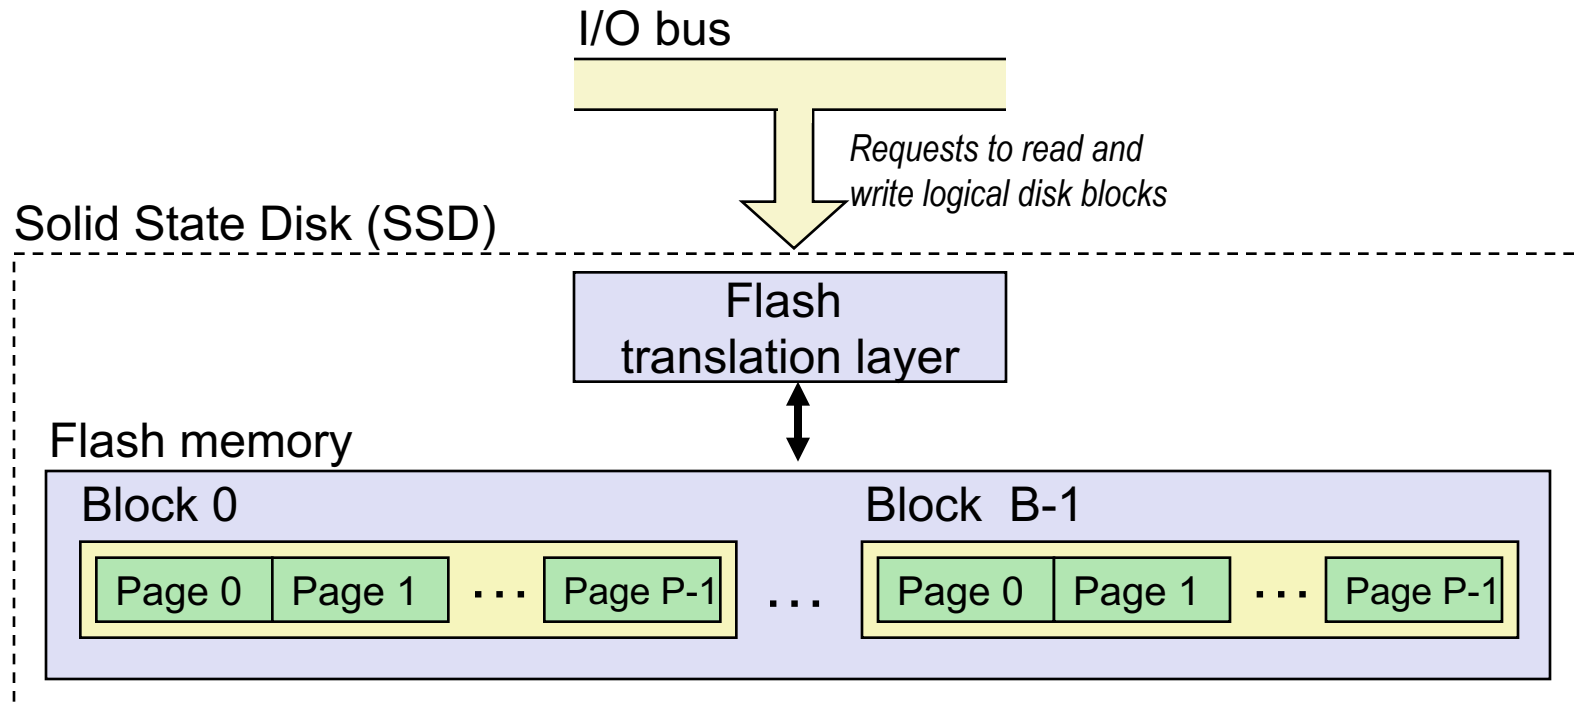 I/O bus
Requests to read and
write logical disk blocks
Solid State Disk (SSD)
Flash
translation layer
Flash memory
Block 0
Block B-1
Page 0 Page 1 ... Page P-1 ... Page 0 Page 1 ... Page P-1